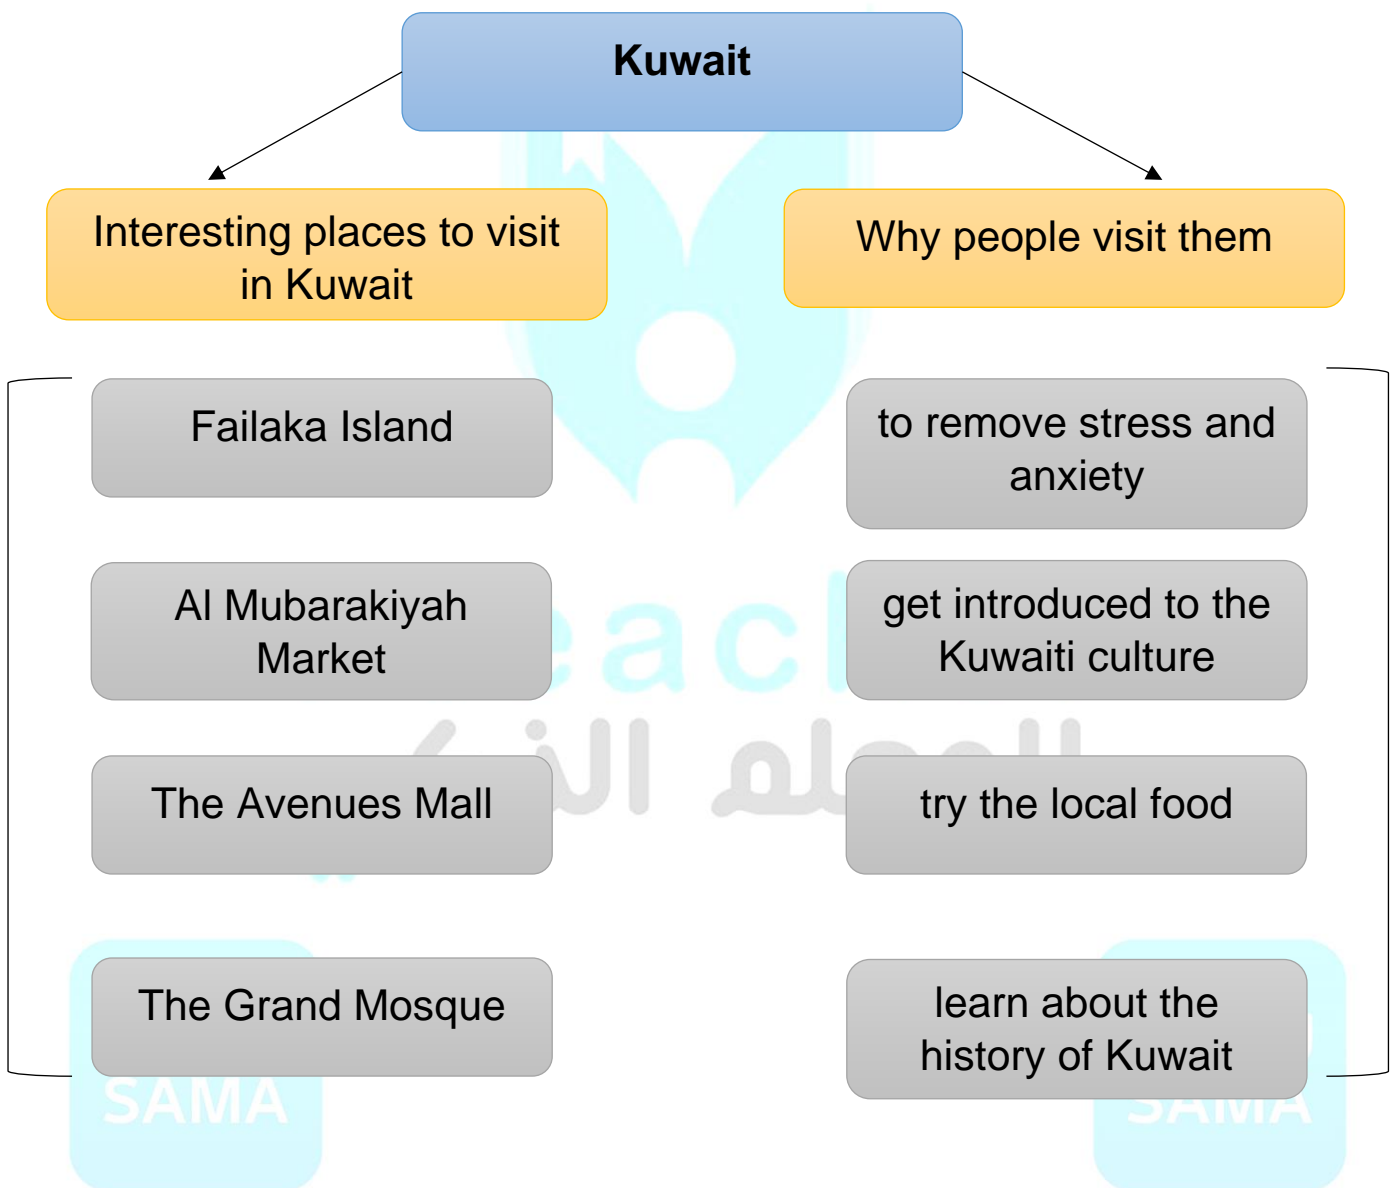 Kuwait
Interesting places to visit
in Kuwait
Why people visit them
Failaka Island
to remove stress and
anxiety
Al Mubarakiyah
Market
get introduced to the
Kuwaiti culture
The Avenues Mall
try the local food
The Grand Mosque
learn about the
history of Kuwait
SAMA
SAMA